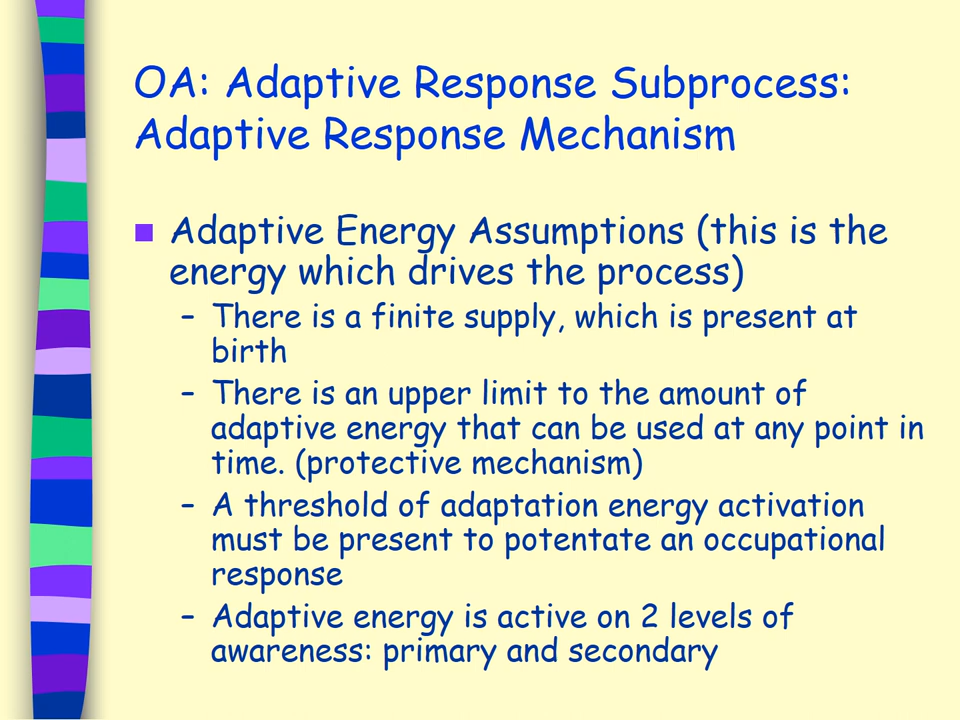 OA: Adaptive Response Subprocess:
Adaptive Response Mechanism
Adaptive Energy Assumptions (this is the
energy which drives the process)
– There is a finite supply, which is present at
birth
– There is an upper limit to the amount of
adaptive energy that can be used at any point in
time. (protective mechanism)
– A threshold of adaptation energy activation
must be present to potentate an occupational
response
– Adaptive energy is active on 2 levels of
awareness: primary and secondary